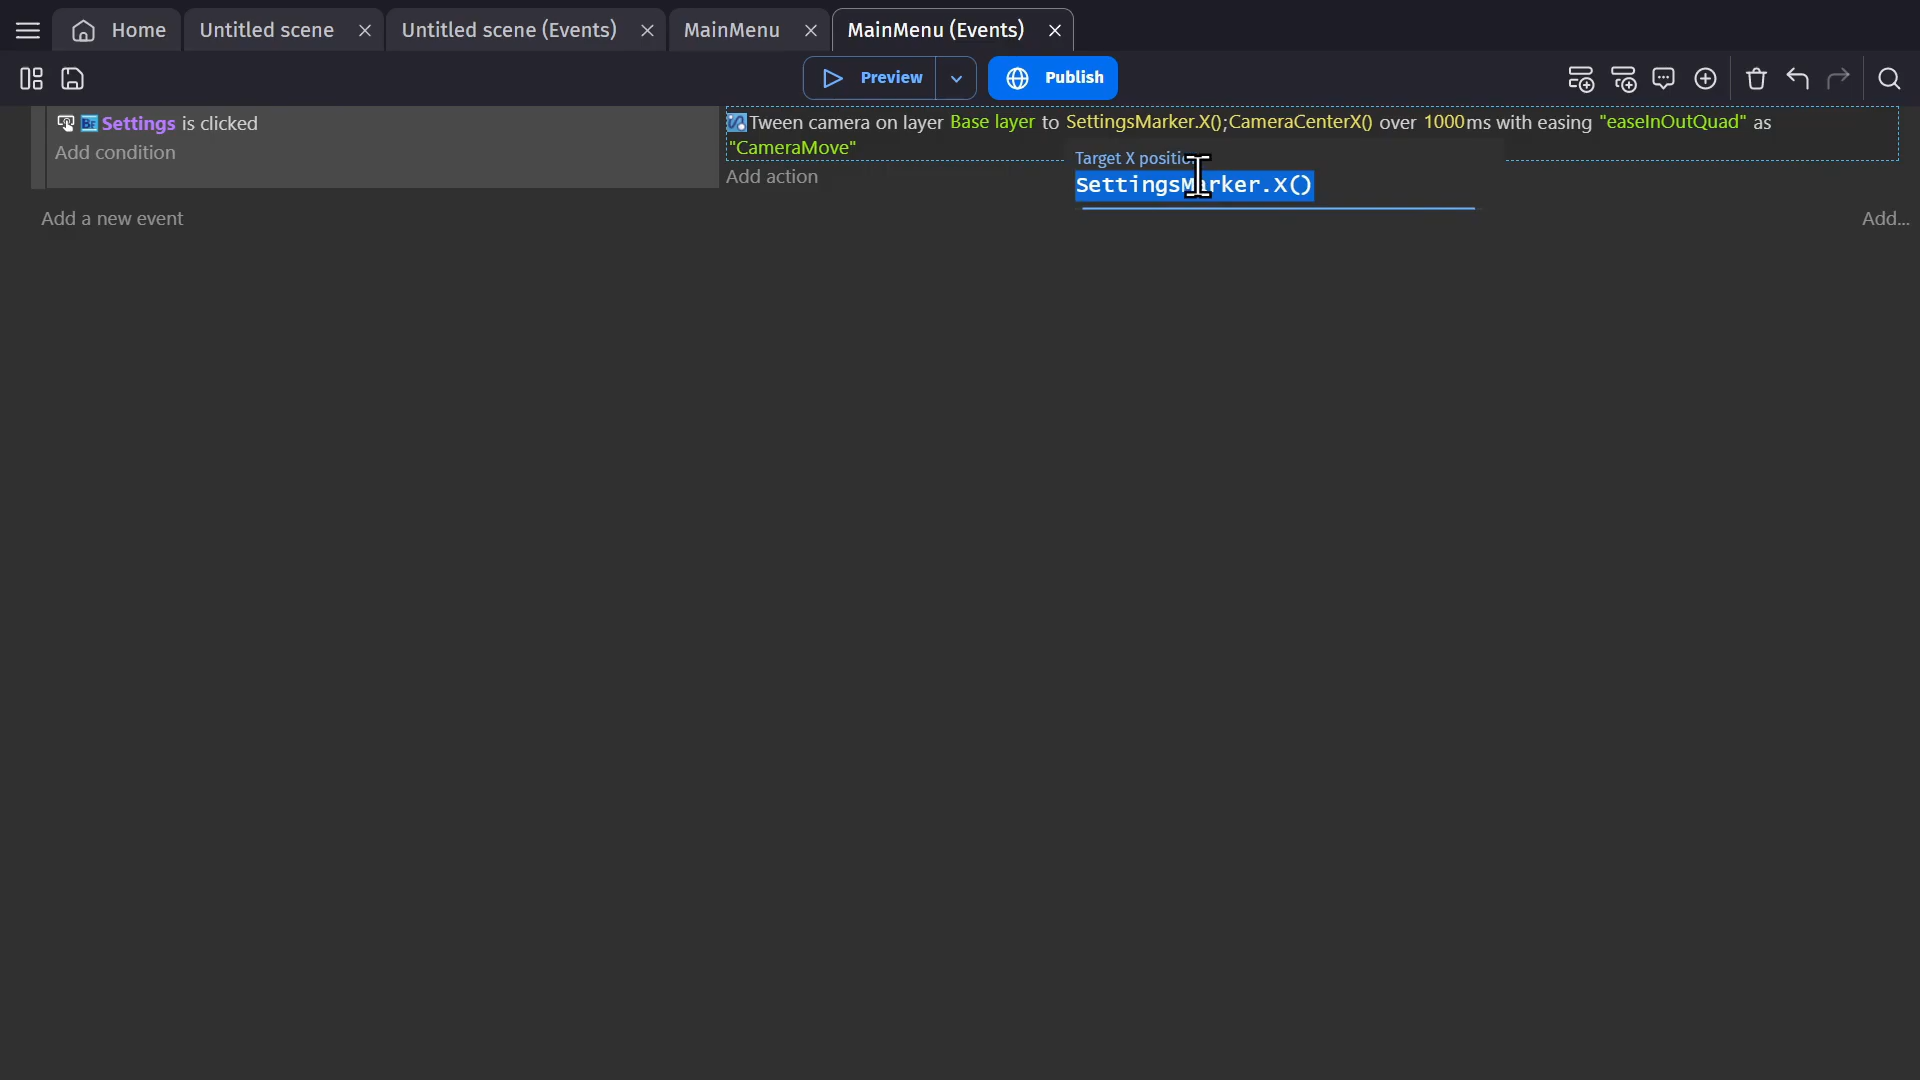 Home
Untitled scene
Untitled scene (Events)
MainMenu
MainMenu (Events)
Preview
Publish
BF Settings is clicked
Add condition
Tween camera on layer Base layer to SettingsMarker.X();CameraCenterX() over 1000ms with easing "easeInOutQuad" as
"CameraMove"
Target X position
SettingsMarker.X()
Add action
Add a new event
Add...